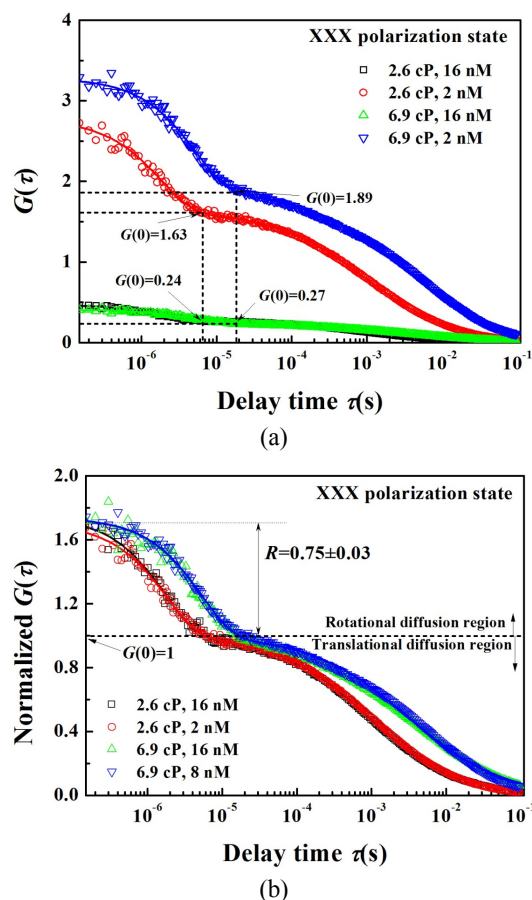 XXX polarization state
2.6 cP, 16 nM
2.6 cP, 2 nM
6.9 cP, 16 nM
6.9 cP, 2 nM
G(τ)
4
3
2
1
0
G(0)=1.89
G(0)=1.63
G(0)=0.24
G(0)=0.27
10⁻⁶ 10⁻⁵ 10⁻⁴ 10⁻³ 10⁻² 10⁻¹
Delay time τ(s)
(a)
XXX polarization state
Normalized G(τ)
2.0
1.6
1.2
0.8
0.4
0.0
R=0.75±0.03
Rotational diffusion region
Translational diffusion region
G(0)=1
2.6 cP, 16 nM
2.6 cP, 2 nM
6.9 cP, 16 nM
6.9 cP, 8 nM
10⁻⁶ 10⁻⁵ 10⁻⁴ 10⁻³ 10⁻² 10⁻¹
Delay time τ(s)
(b)